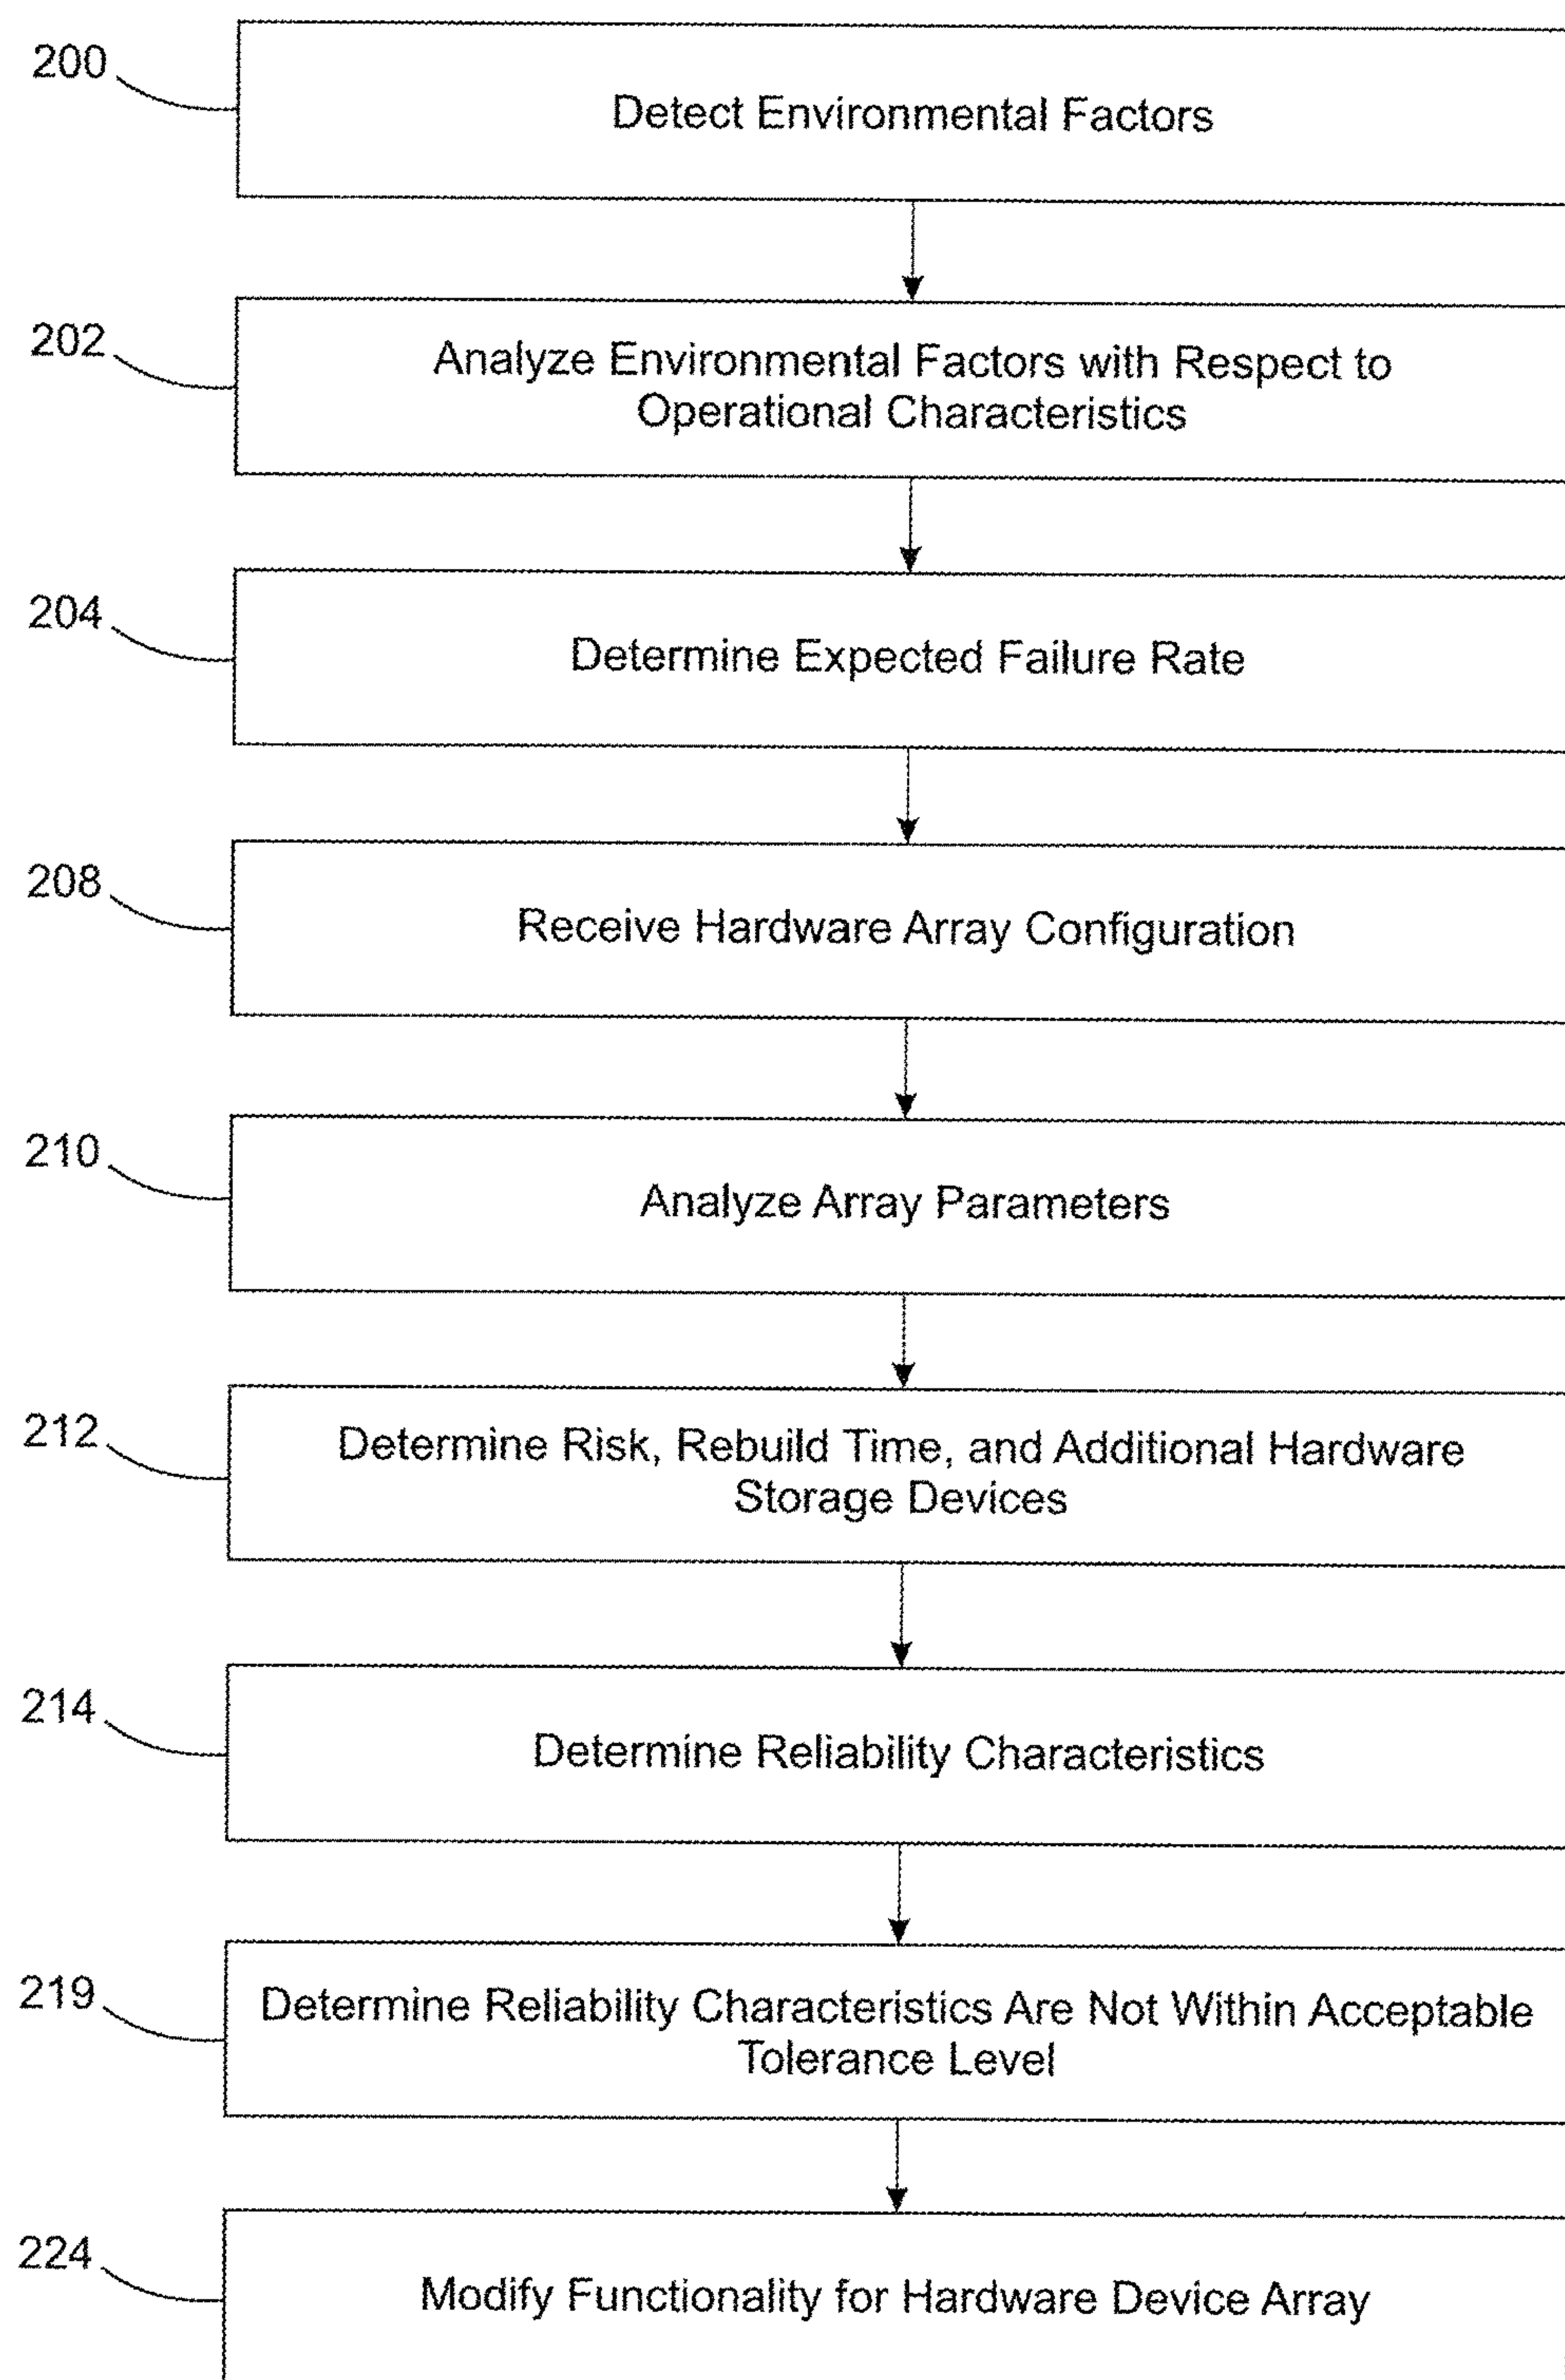 200
Detect Environmental Factors
202
Analyze Environmental Factors with Respect to
Operational Characteristics
204
Determine Expected Failure Rate
208
Receive Hardware Array Configuration
210
Analyze Array Parameters
212
Determine Risk, Rebuild Time, and Additional Hardware
Storage Devices
214
Determine Reliability Characteristics
219
Determine Reliability Characteristics Are Not Within Acceptable
Tolerance Level
224
Modify Functionality for Hardware Device Array